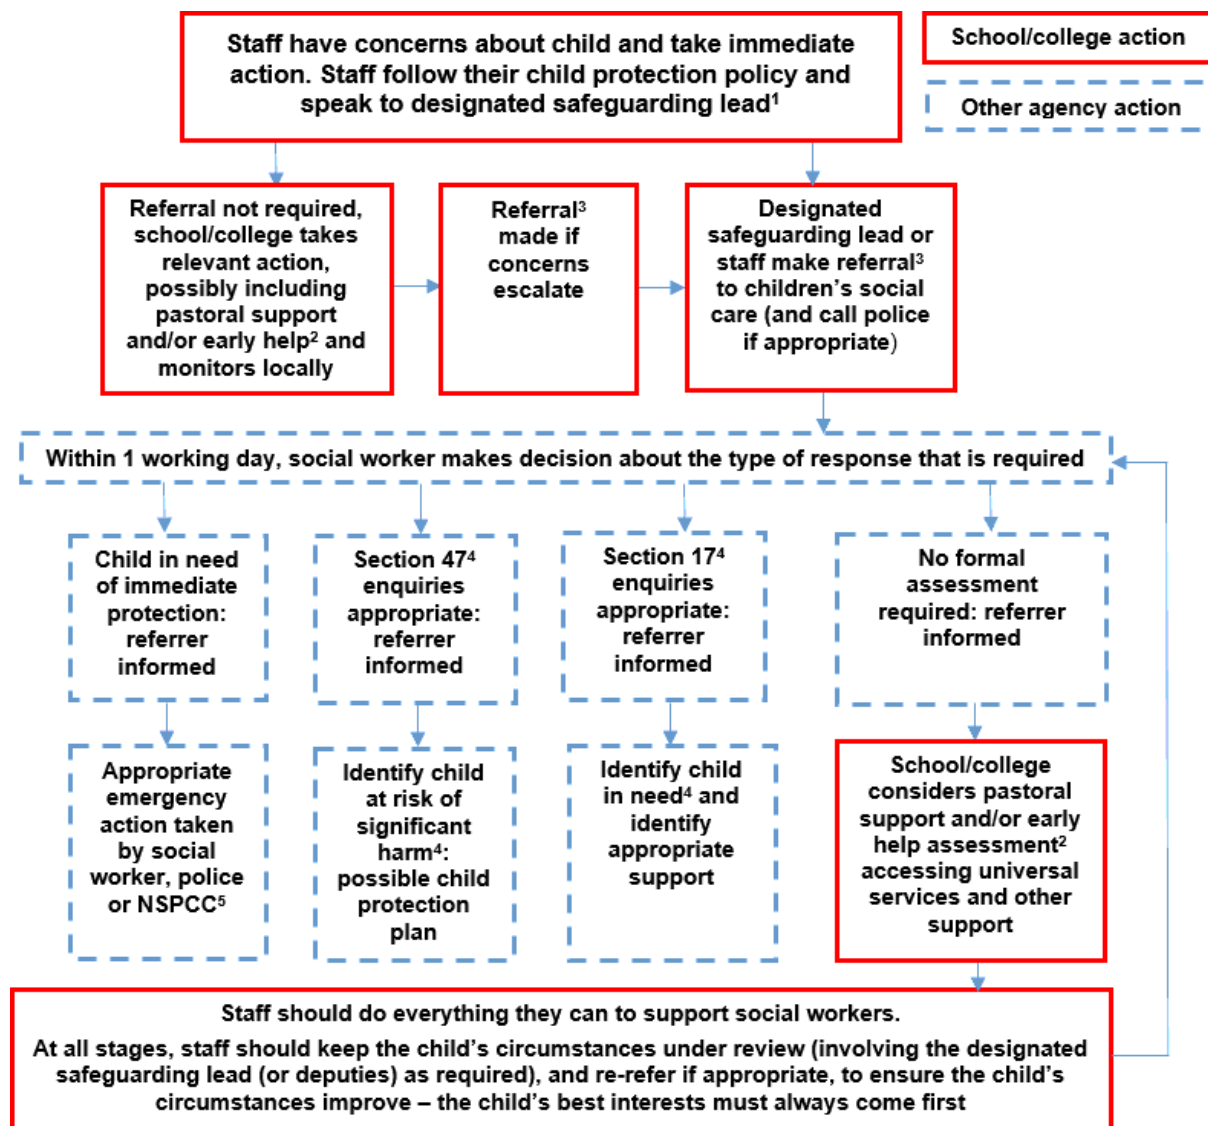 Staff have concerns about child and take immediate
action. Staff follow their child protection policy and
speak to designated safeguarding lead¹
School/college action
Other agency action
Referral not required,
school/college takes
relevant action,
possibly including
pastoral support
and/or early help² and
monitors locally
Referral³
made if
concerns
escalate
Designated
safeguarding lead or
staff make referral³
to children's social
care (and call police
if appropriate)
Within 1 working day, social worker makes decision about the type of response that is required
Child in need
of immediate
protection:
referrer
informed
Section 47⁴
enquiries
appropriate:
referrer
informed
Section 17⁴
enquiries
appropriate:
referrer
informed
No formal
assessment
required: referrer
informed
Appropriate
emergency
action taken
by social
worker, police
or NSPCC⁵
Identify child
at risk of
significant
harm⁴:
possible child
protection
plan
Identify child
in need⁴ and
identify
appropriate
support
School/college
considers pastoral
support and/or early
help assessment²
accessing universal
services and other
support
Staff should do everything they can to support social workers.
At all stages, staff should keep the child's circumstances under review (involving the designated
safeguarding lead (or deputies) as required), and re-refer if appropriate, to ensure the child's
circumstances improve – the child's best interests must always come first